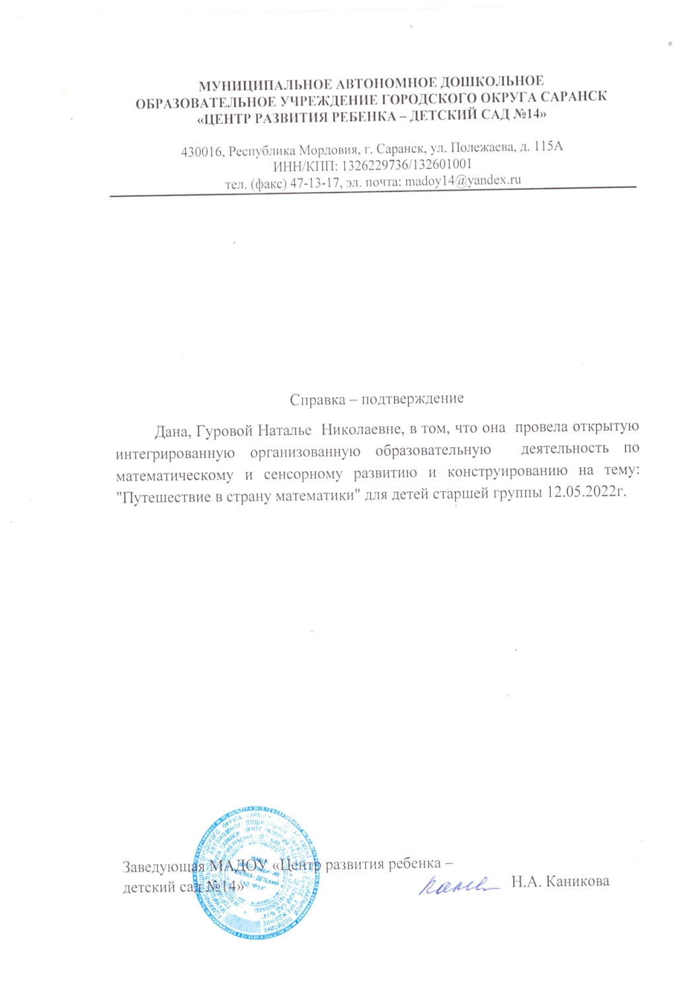 МУНИЦИПАЛЬНОЕ АВТОНОМНОЕ ДОШКОЛЬНОЕ
ОБРАЗОВАТЕЛЬНОЕ УЧРЕЖДЕНИЕ ГОРОДСКОГО ОКРУГА САРАНСК
«ЦЕНТР РАЗВИТИЯ РЕБЕНКА – ДЕТСКИЙ САД №14»
430016, Республика Мордовия, г. Саранск, ул. Полежаева, д. 115А
ИНН/КПП: 1326229736/132601001
тел. (факс) 47-13-17, эл. почта: madoy14@yandex.ru
Справка – подтверждение
Дана, Гуровой Наталье Николаевне, в том, что она провела открытую
интегрированную организованную образовательную деятельность по
математическому и сенсорному развитию и конструированию на тему:
"Путешествие в страну математики" для детей старшей группы 12.05.2022г.
Заведующая МАДОУ «Центр развития ребенка –
детский сад №14»
Н.А. Каникова